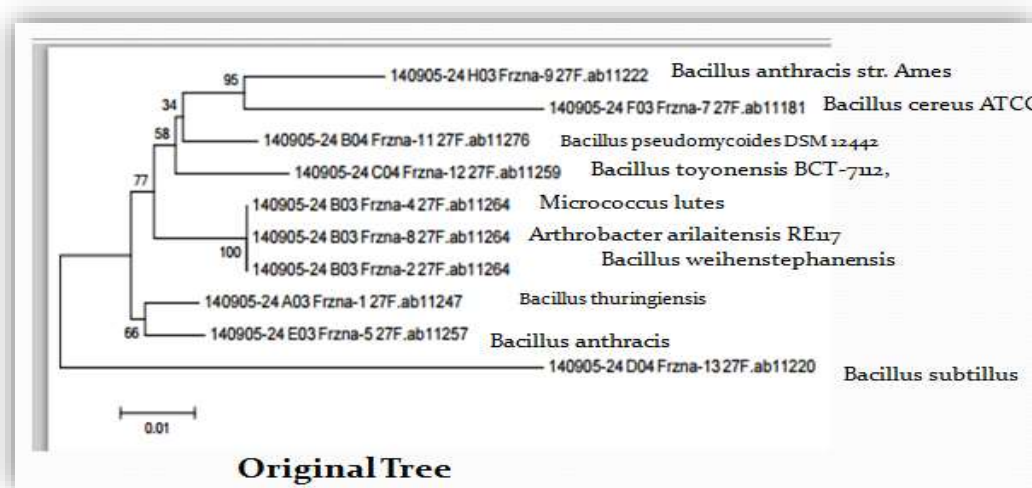 95
140905-24 H03 Frzna-9 27F.ab11222 Bacillus anthracis str. Ames
34
140905-24 F03 Frzna-7 27F.ab11181 Bacillus cereus ATCC
58
140905-24 B04 Frzna-11 27F.ab11276 Bacillus pseudomycoides DSM 12442
140905-24 C04 Frzna-12 27F.ab11259 Bacillus toyonensis BCT-7112,
77
140905-24 B03 Frzna-4 27F.ab11264 Micrococcus lutes
140905-24 B03 Frzna-8 27F.ab11264 Arthrobacter arilaitensis RE117
100
140905-24 B03 Frzna-2 27F.ab11264 Bacillus weihenstephanensis
140905-24 A03 Frzna-1 27F.ab11247 Bacillus thuringiensis
66
140905-24 E03 Frzna-5 27F.ab11257 Bacillus anthracis
140905-24 D04 Frzna-13 27F.ab11220 Bacillus subtillus
0.01
Original Tree